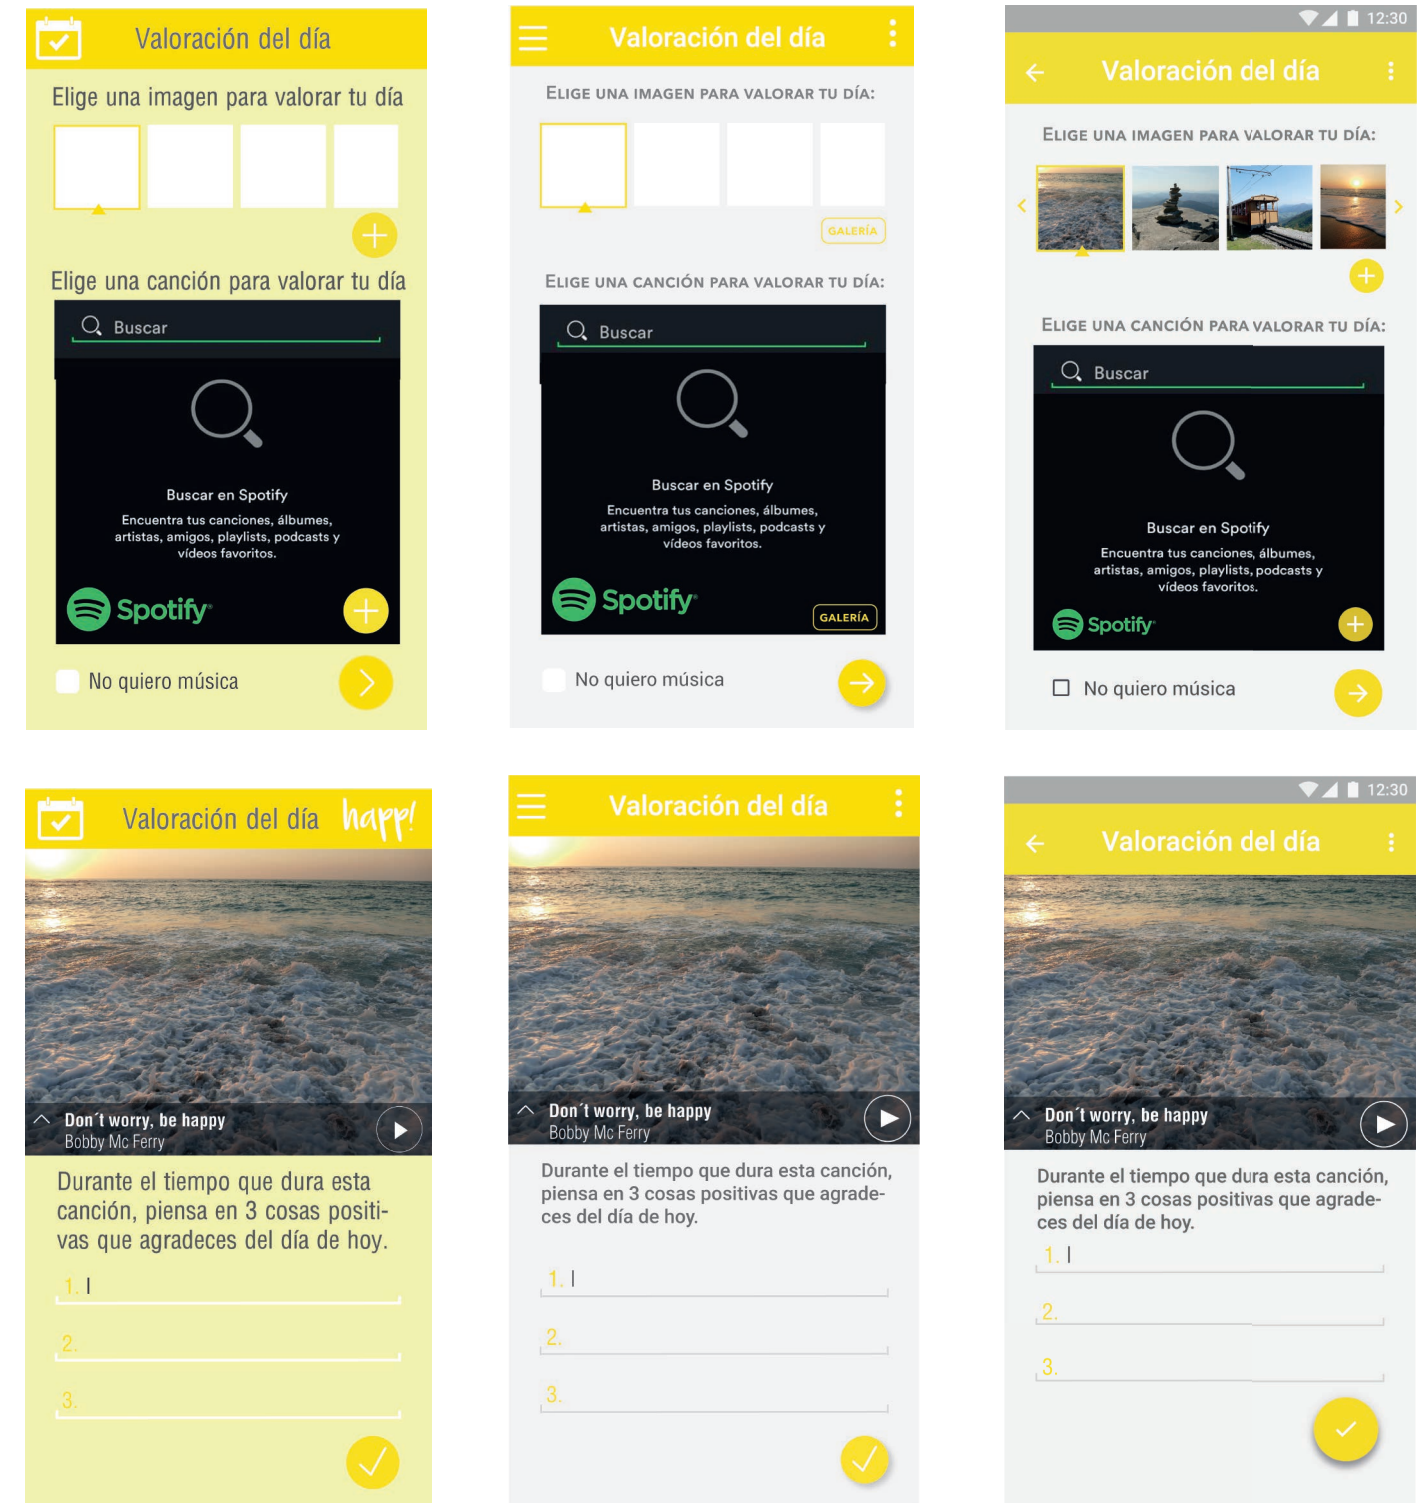 Valoración del día
Elige una imagen para valorar tu día
Elige una canción para valorar tu día
Buscar
Buscar en Spotify
Encuentra tus canciones, álbumes,
artistas, amigos, playlists, podcasts y
vídeos favoritos.
Spotify
No quiero música
Valoración del día
ELIGE UNA IMAGEN PARA VALORAR TU DÍA:
GALERÍA
ELIGE UNA CANCIÓN PARA VALORAR TU DÍA:
Buscar
Buscar en Spotify
Encuentra tus canciones, álbumes,
artistas, amigos, playlists, podcasts y
vídeos favoritos.
Spotify
GALERÍA
No quiero música
12:30
Valoración del día
ELIGE UNA IMAGEN PARA VALORAR TU DÍA:
ELIGE UNA CANCIÓN PARA VALORAR TU DÍA:
Buscar
Buscar en Spotify
Encuentra tus canciones, álbumes,
artistas, amigos, playlists, podcasts y
vídeos favoritos.
Spotify
No quiero música
Valoración del día happ!
Don´t worry, be happy
Bobby Mc Ferry
Durante el tiempo que dura esta
canción, piensa en 3 cosas positi-
vas que agradeces del día de hoy.
1.
2.
3.
Valoración del día
Don´t worry, be happy
Bobby Mc Ferry
Durante el tiempo que dura esta canción,
piensa en 3 cosas positivas que agrade-
ces del día de hoy.
1.
2.
3.
12:30
Valoración del día
Don´t worry, be happy
Bobby Mc Ferry
Durante el tiempo que dura esta canción,
piensa en 3 cosas positivas que agrade-
ces del día de hoy.
1.
2.
3.